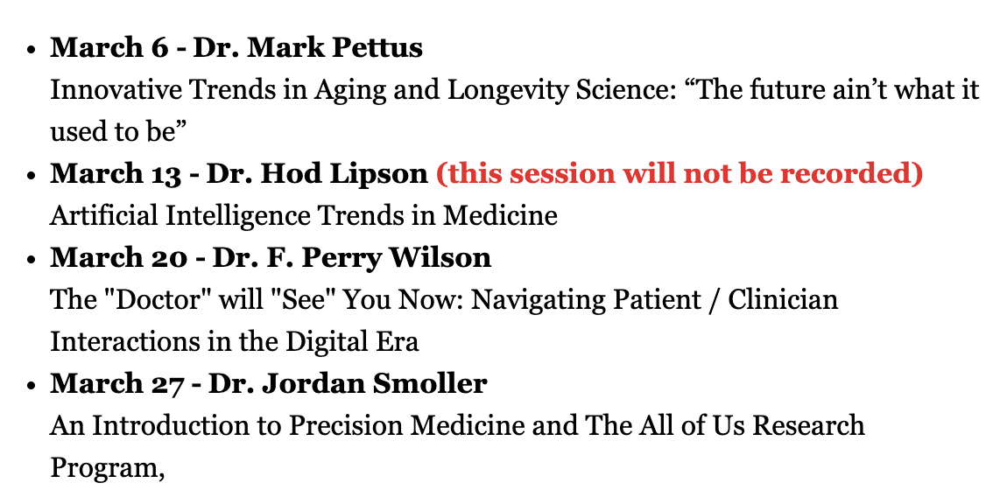 March 6 - Dr. Mark Pettus
Innovative Trends in Aging and Longevity Science: “The future ain’t what it
used to be”
March 13 - Dr. Hod Lipson (this session will not be recorded)
Artificial Intelligence Trends in Medicine
March 20 - Dr. F. Perry Wilson
The "Doctor" will "See" You Now: Navigating Patient / Clinician
Interactions in the Digital Era
March 27 - Dr. Jordan Smoller
An Introduction to Precision Medicine and The All of Us Research
Program,